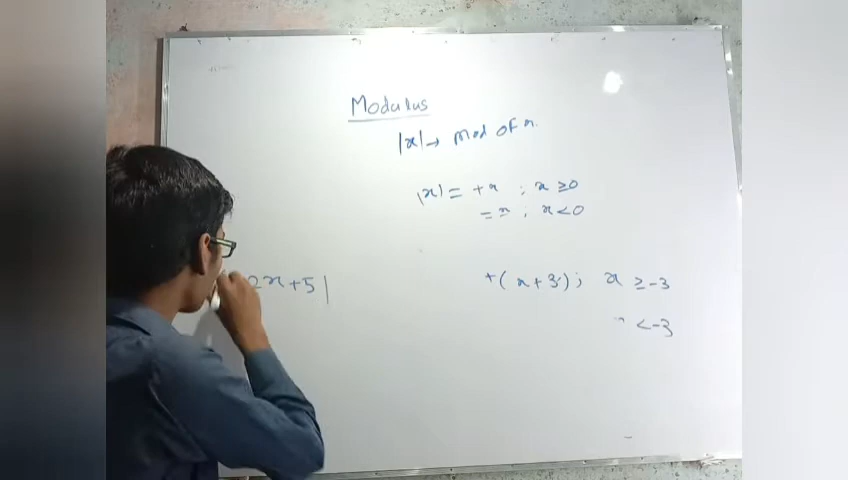 Modulus
|x| → mod of x.
|x| = +x ; x ≥ 0
= x ; x < 0
2x + 5 |
+( x + 3 ) ; x ≥ -3
< -3